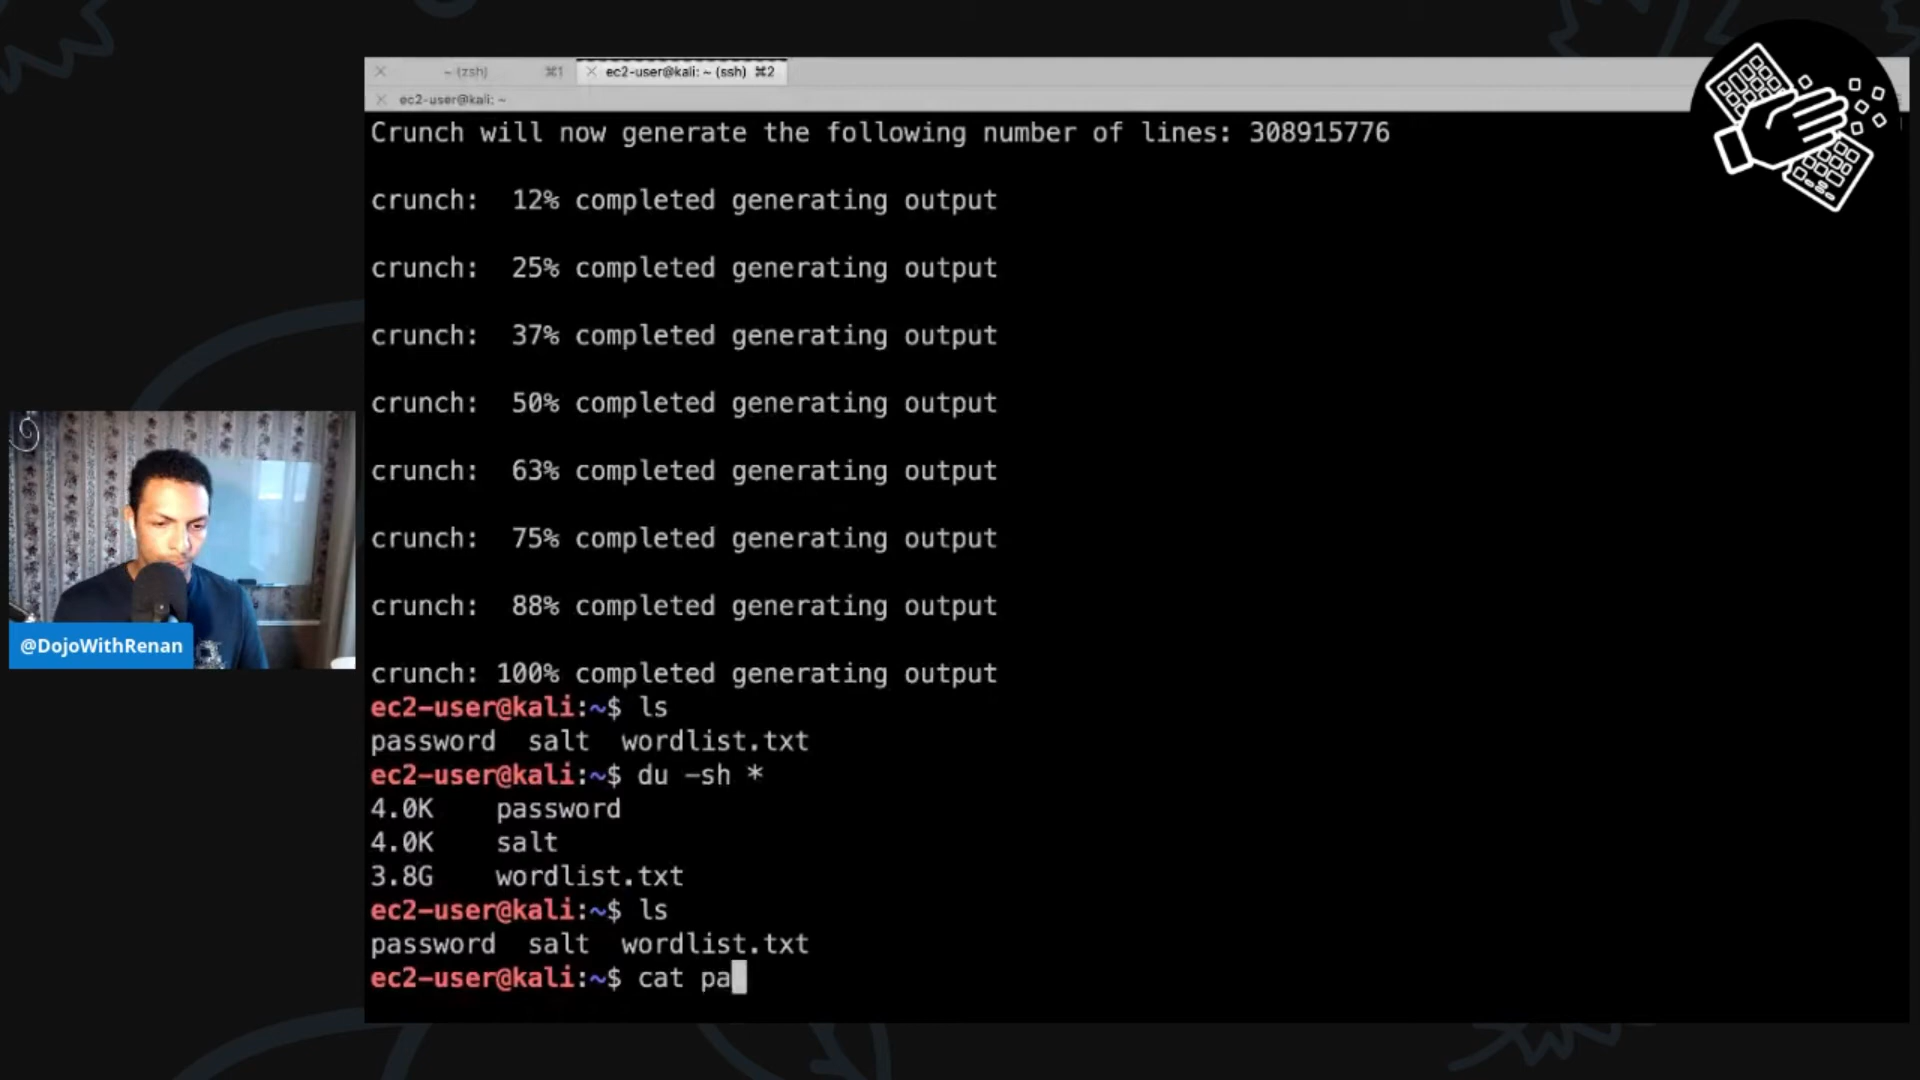 ~ (zsh) ⌘1 ec2-user@kali: ~ (ssh) ⌘2
ec2-user@kali: ~
Crunch will now generate the following number of lines: 308915776
crunch:  12% completed generating output
crunch:  25% completed generating output
crunch:  37% completed generating output
crunch:  50% completed generating output
crunch:  63% completed generating output
crunch:  75% completed generating output
crunch:  88% completed generating output
crunch: 100% completed generating output
ec2-user@kali:~$ ls
password  salt  wordlist.txt
ec2-user@kali:~$ du -sh *
4.0K    password
4.0K    salt
3.8G    wordlist.txt
ec2-user@kali:~$ ls
password  salt  wordlist.txt
ec2-user@kali:~$ cat pa
@DojoWithRenan